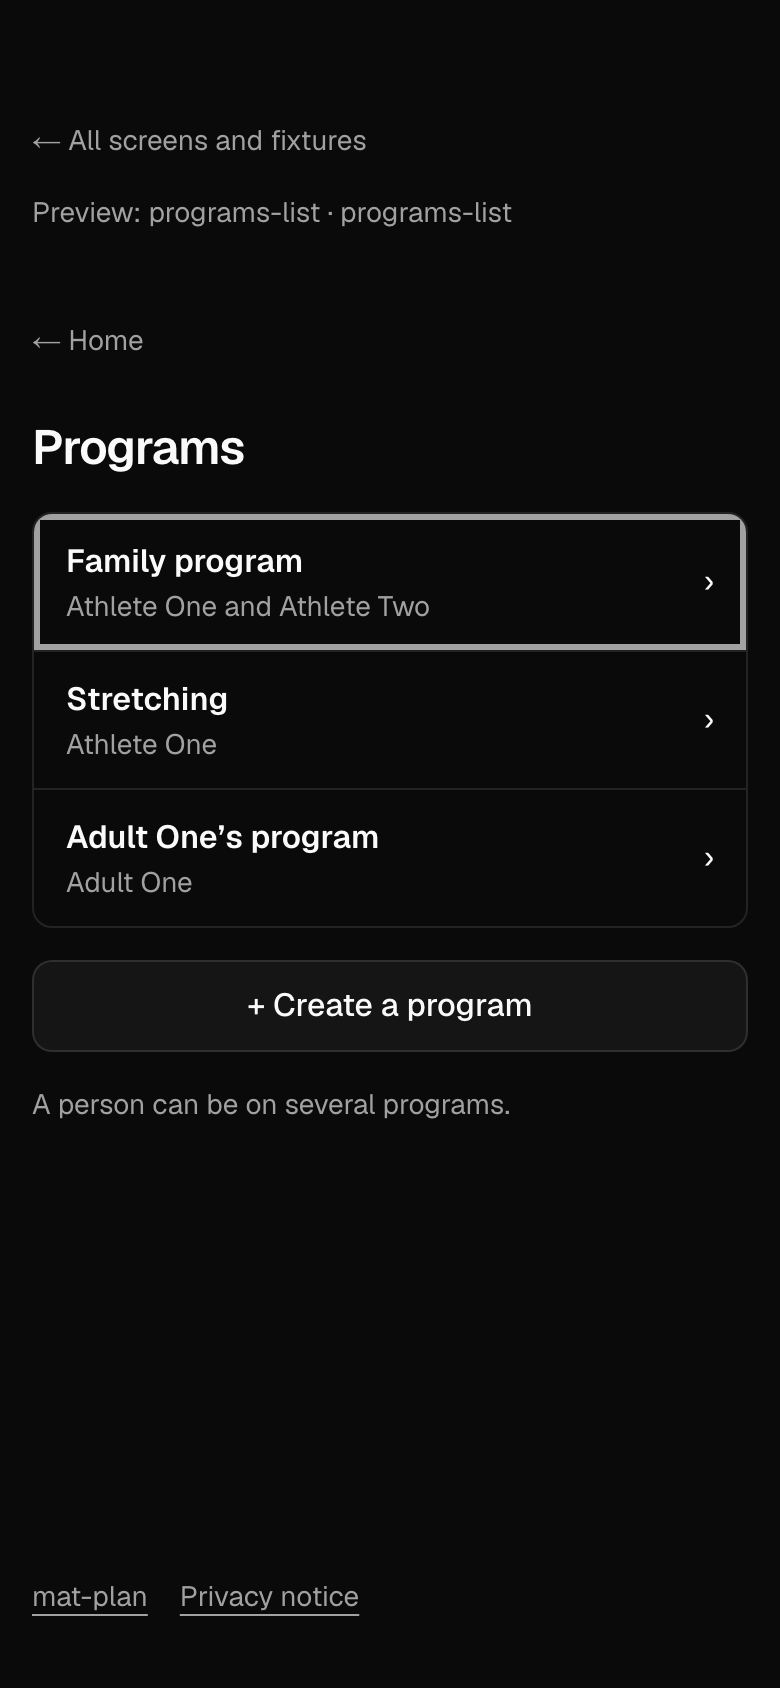 ← All screens and fixtures
Preview: programs-list · programs-list
← Home
Programs
Family program
Athlete One and Athlete Two
›
Stretching
Athlete One
›
Adult One’s program
Adult One
›
+ Create a program
A person can be on several programs.
mat-plan Privacy notice